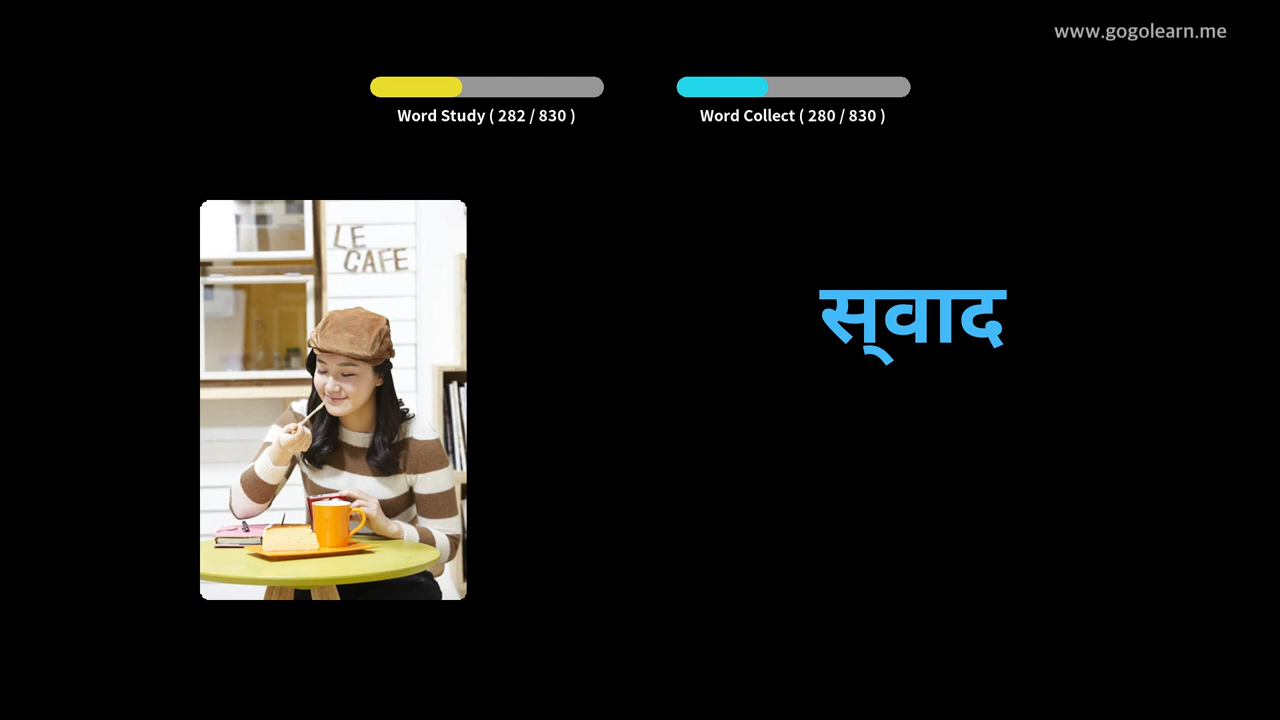 www.gogolearn.me
Word Study ( 282 / 830 )
Word Collect ( 280 / 830 )
LE
CAFE
स्‌वाद